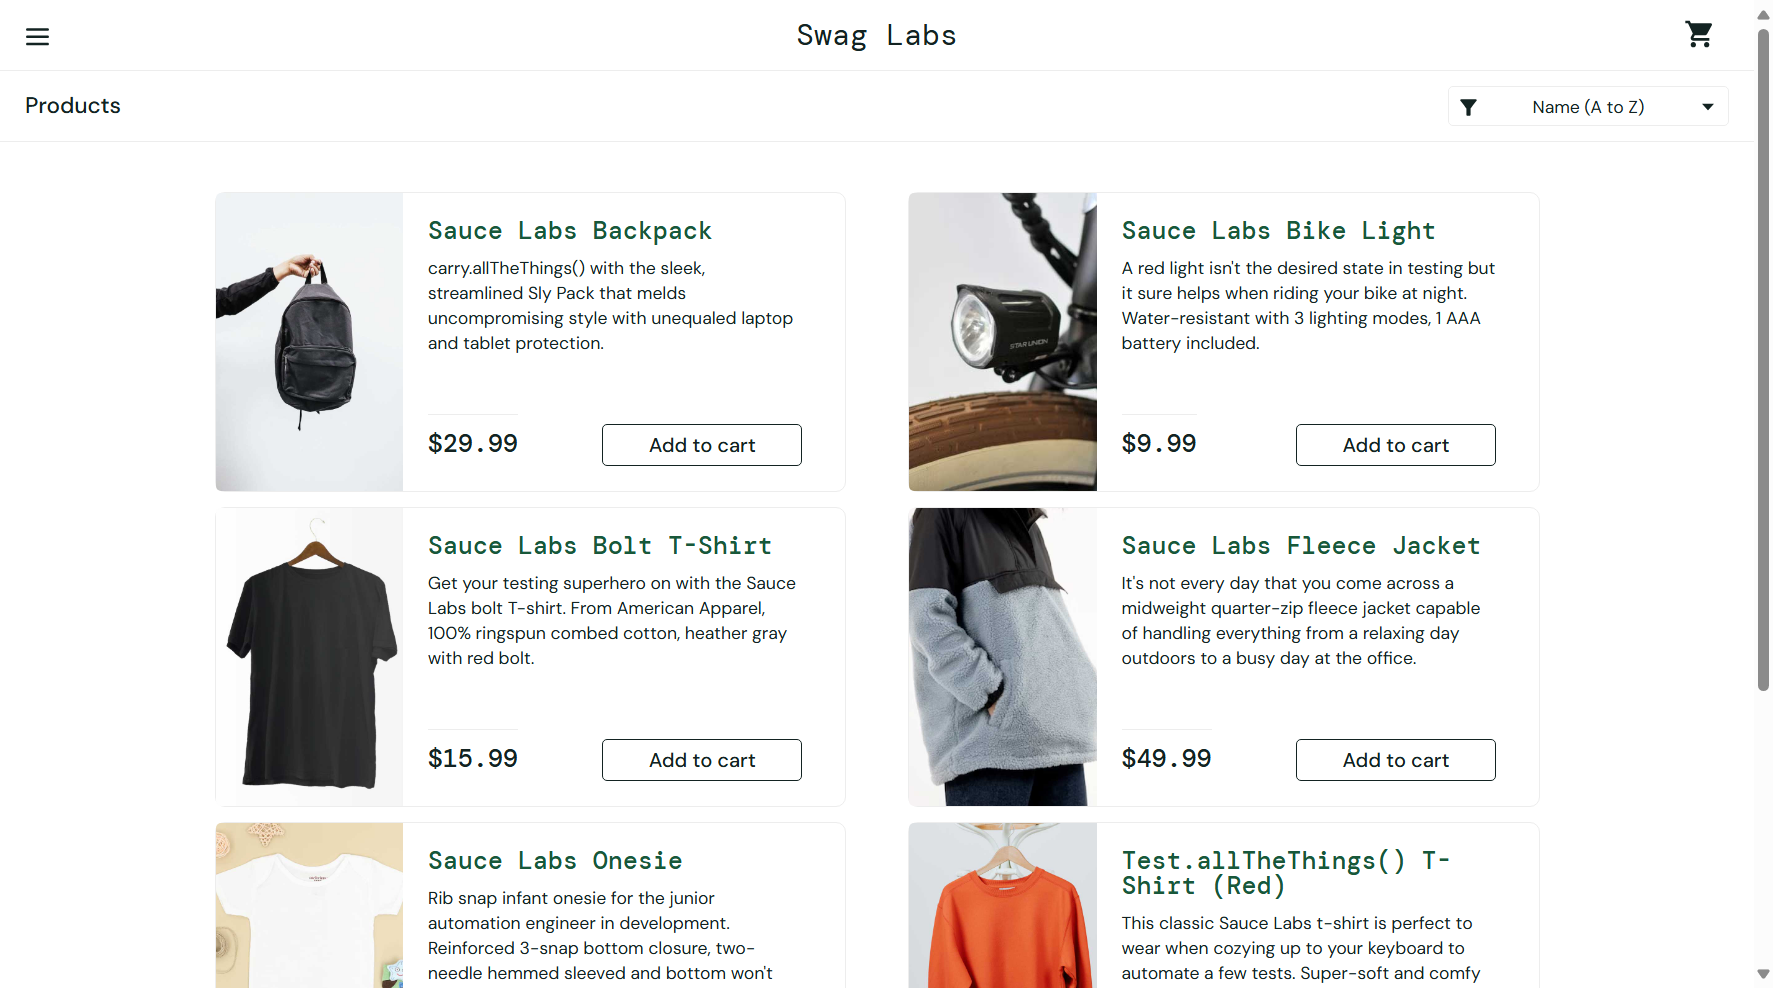 Swag Labs
Products
Name (A to Z)
Sauce Labs Backpack
carry.allTheThings() with the sleek,
streamlined Sly Pack that melds
uncompromising style with unequaled laptop
and tablet protection.
$29.99
Add to cart
Sauce Labs Bike Light
A red light isn't the desired state in testing but
it sure helps when riding your bike at night.
Water-resistant with 3 lighting modes, 1 AAA
battery included.
STAR UNION
$9.99
Add to cart
Sauce Labs Bolt T-Shirt
Get your testing superhero on with the Sauce
Labs bolt T-shirt. From American Apparel,
100% ringspun combed cotton, heather gray
with red bolt.
$15.99
Add to cart
Sauce Labs Fleece Jacket
It's not every day that you come across a
midweight quarter-zip fleece jacket capable
of handling everything from a relaxing day
outdoors to a busy day at the office.
$49.99
Add to cart
Sauce Labs Onesie
Rib snap infant onesie for the junior
automation engineer in development.
Reinforced 3-snap bottom closure, two-
needle hemmed sleeved and bottom won't
Test.allTheThings() T-
Shirt (Red)
This classic Sauce Labs t-shirt is perfect to
wear when cozying up to your keyboard to
automate a few tests. Super-soft and comfy